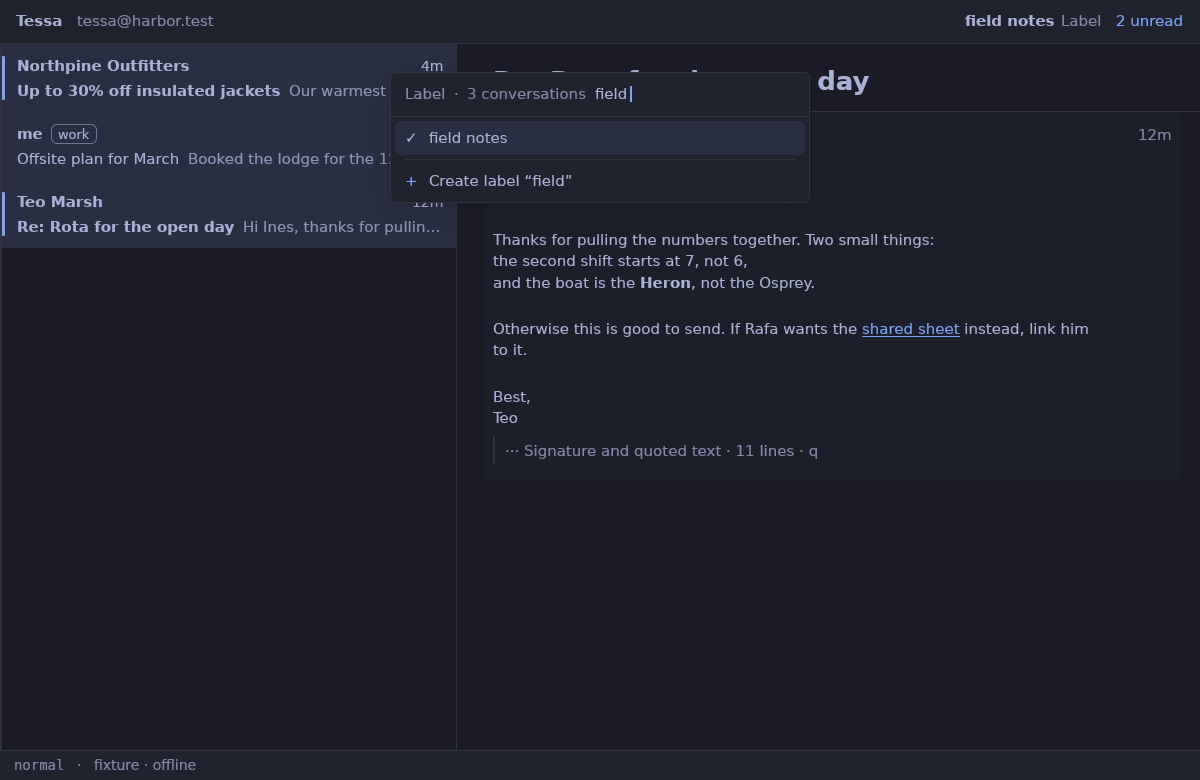 Tessa tessa@harbor.test
field notes Label 2 unread
Northpine Outfitters 4m
Up to 30% off insulated jackets Our warmest
me work
Offsite plan for March Booked the lodge for the
Teo Marsh 12m
Re: Rota for the open day Hi Ines, thanks for pullin…
Label · 3 conversations field
✓ field notes
+ Create label “field”
day
12m
Thanks for pulling the numbers together. Two small things:
the second shift starts at 7, not 6,
and the boat is the Heron, not the Osprey.
Otherwise this is good to send. If Rafa wants the shared sheet instead, link him
to it.
Best,
Teo
··· Signature and quoted text · 11 lines · q
normal · fixture · offline